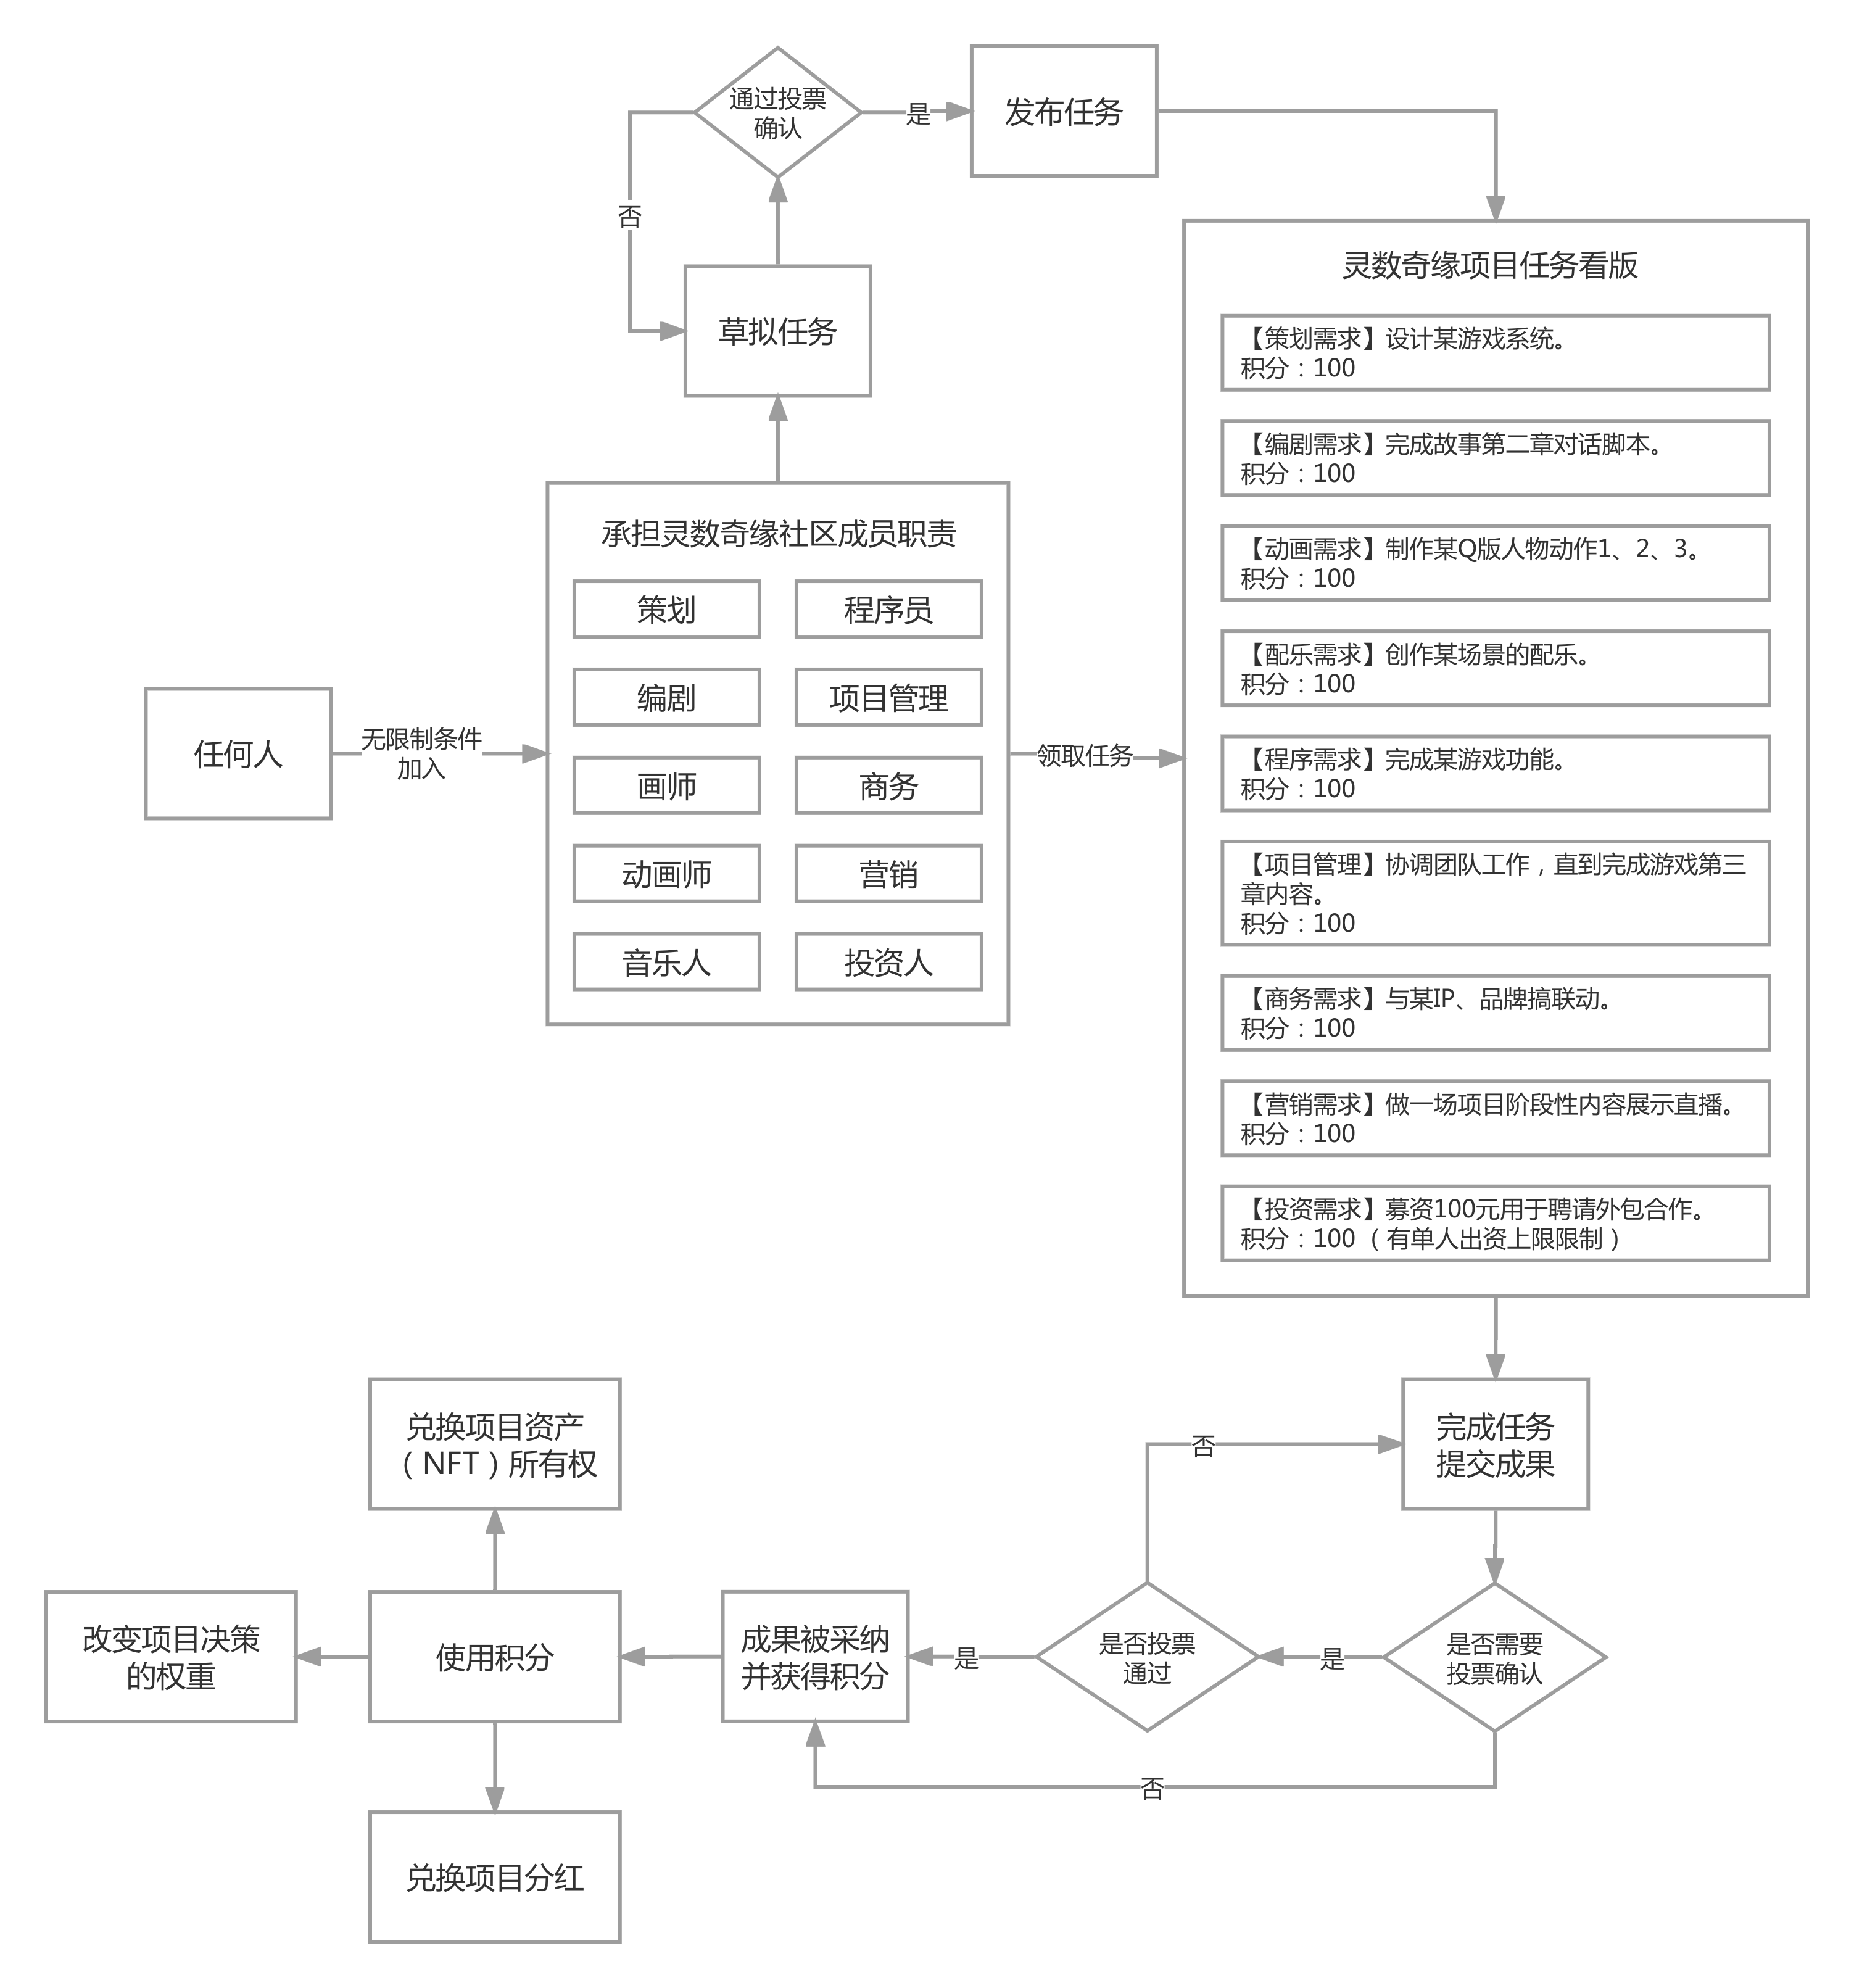 通过投票
确认
是
发布任务
否
草拟任务
灵数奇缘项目任务看版
【策划需求】设计某游戏系统。
积分：100
【编剧需求】完成故事第二章对话脚本。
积分：100
【动画需求】制作某Q版人物动作1、2、3。
积分：100
【配乐需求】创作某场景的配乐。
积分：100
【程序需求】完成某游戏功能。
积分：100
【项目管理】协调团队工作，直到完成游戏第三
章内容。
积分：100
【商务需求】与某IP、品牌搞联动。
积分：100
【营销需求】做一场项目阶段性内容展示直播。
积分：100
【投资需求】募资100元用于聘请外包合作。
积分：100（有单人出资上限限制）
承担灵数奇缘社区成员职责
策划
程序员
编剧
项目管理
画师
商务
动画师
营销
音乐人
投资人
任何人
无限制条件
加入
领取任务
完成任务
提交成果
否
是否需要
投票确认
是
是否投票
通过
是
否
成果被采纳
并获得积分
使用积分
兑换项目资产
（NFT）所有权
改变项目决策
的权重
兑换项目分红